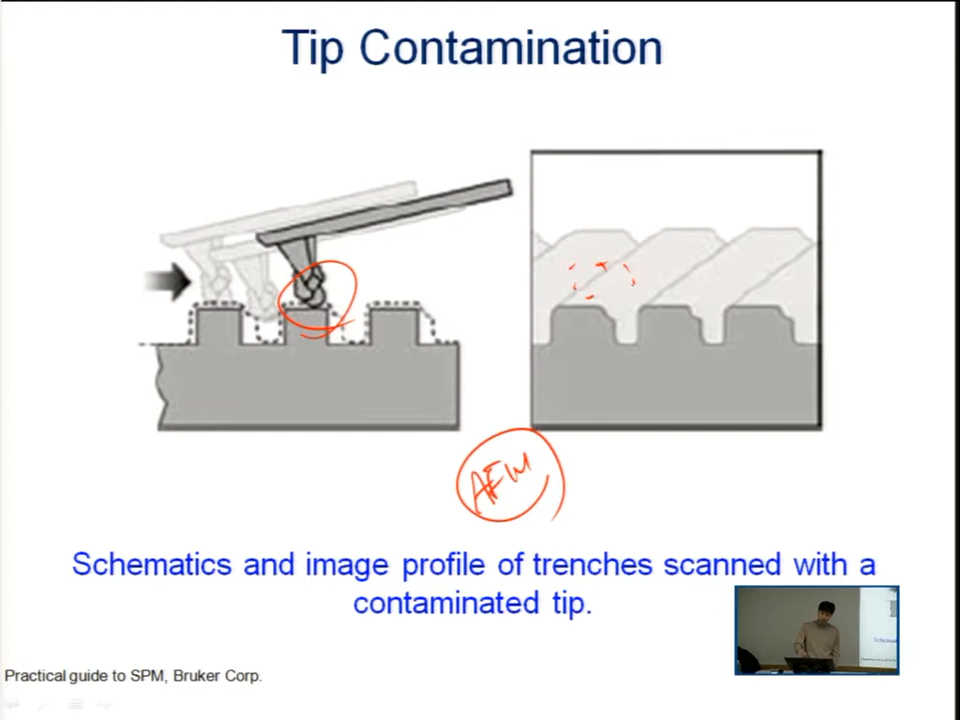 Tip Contamination
AFM
Schematics and image profile of trenches scanned with a
contaminated tip.
Practical guide to SPM, Bruker Corp.